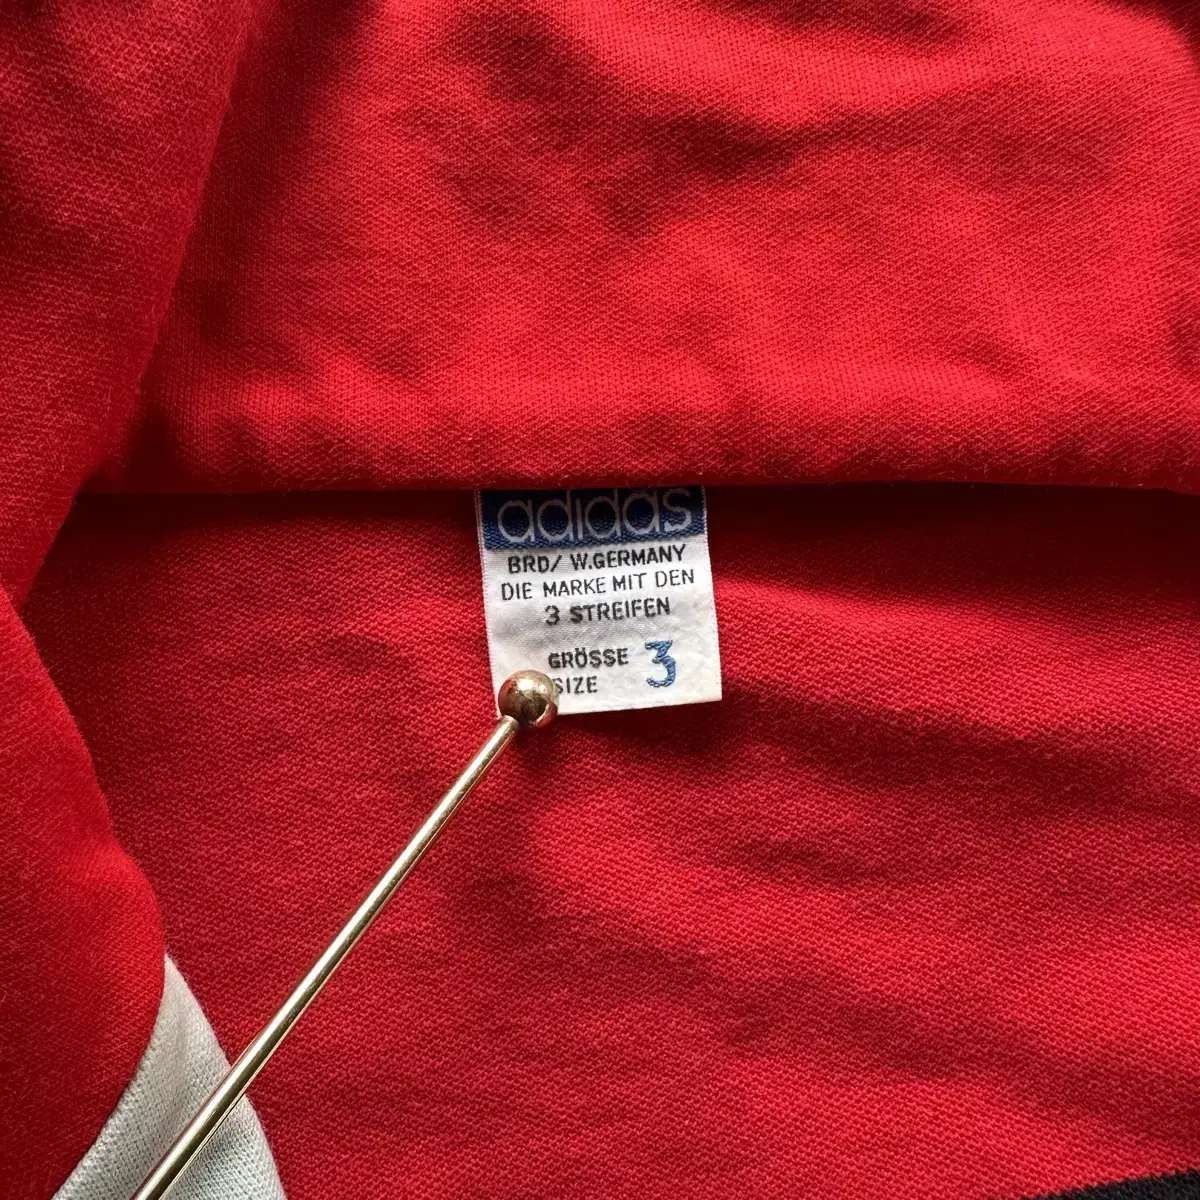 adidas
BRD/ W.GERMANY
DIE MARKE MIT DEN
3 STREIFEN
GRÖSSE 3
SIZE